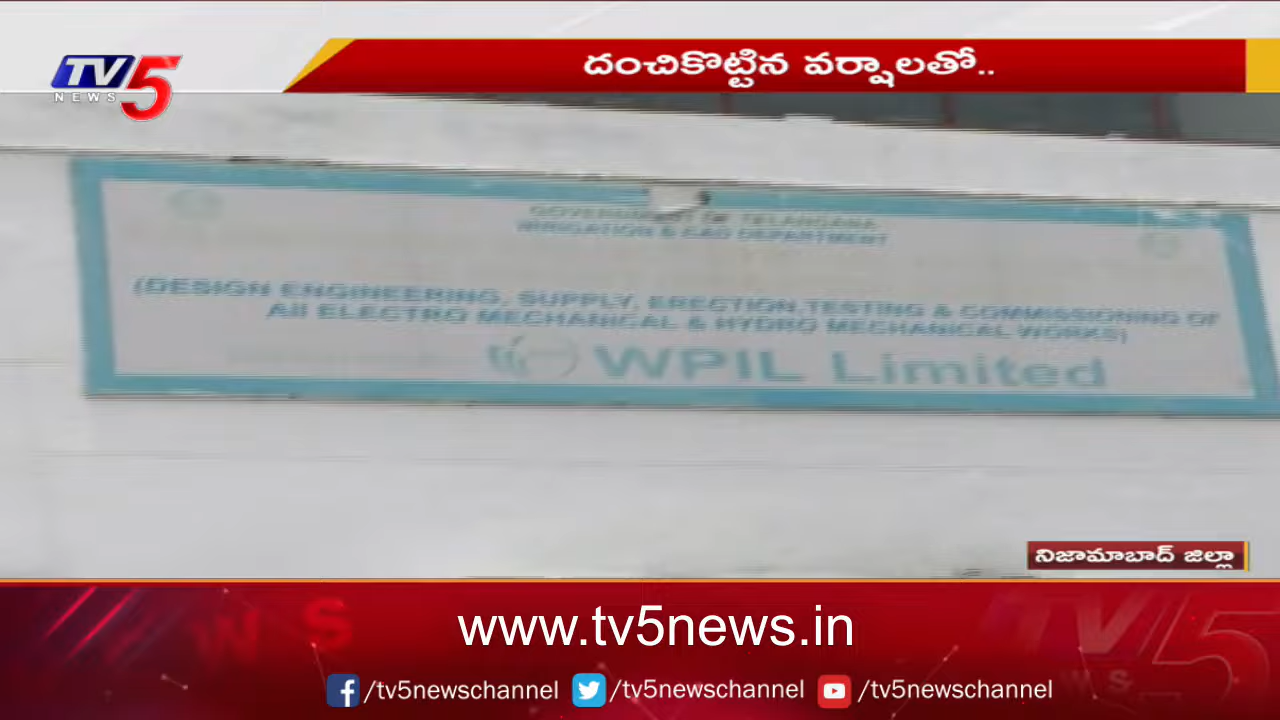 దంచికొట్టిన వర్షాలతో..
TV5
NEWS
GOVERNMENT OF TELANGANA
IRRIGATION & CAD DEPARTMENT
(DESIGN ENGINEERING, SUPPLY, ERECTION, TESTING & COMMISSIONING OF
All ELECTRO MECHANICAL & HYDRO MECHANICAL WORKS)
WPIL Limited
నిజామాబాద్ జిల్లా
www.tv5news.in
/tv5newschannel /tv5newschannel /tv5newschannel